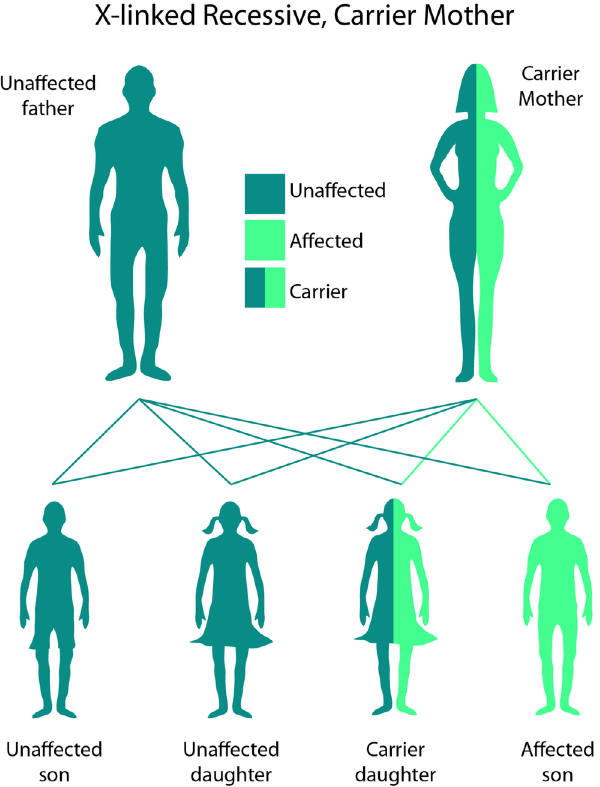 X-linked Recessive, Carrier Mother
Unaffected
father
Carrier
Mother
Unaffected
Affected
Carrier
Unaffected
son
Unaffected
daughter
Carrier
daughter
Affected
son